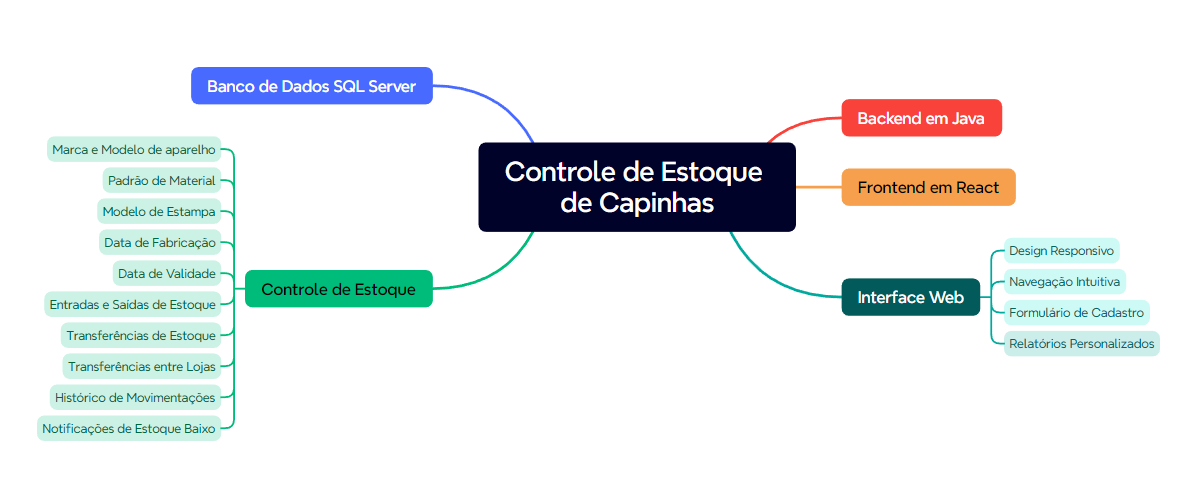 Controle de Estoque
de Capinhas
Banco de Dados SQL Server
Controle de Estoque
Marca e Modelo de aparelho
Padrão de Material
Modelo de Estampa
Data de Fabricação
Data de Validade
Entradas e Saídas de Estoque
Transferências de Estoque
Transferências entre Lojas
Histórico de Movimentações
Notificações de Estoque Baixo
Backend em Java
Frontend em React
Interface Web
Design Responsivo
Navegação Intuitiva
Formulário de Cadastro
Relatórios Personalizados